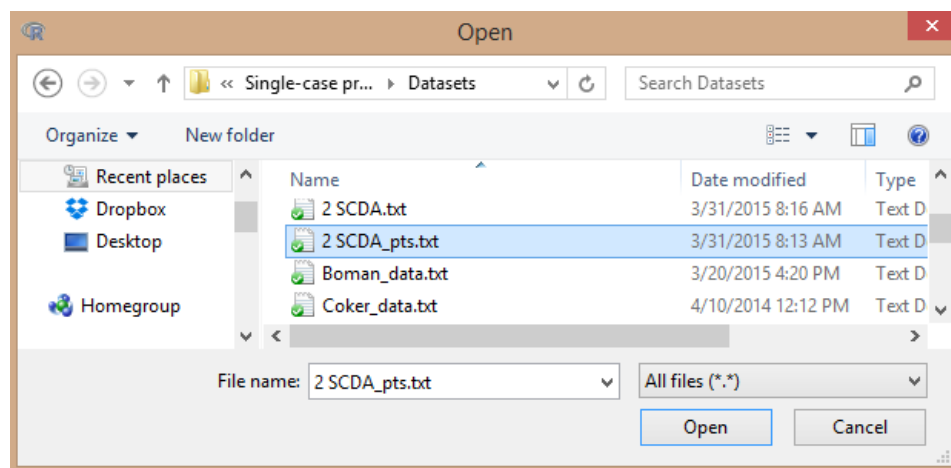 Open
« Single-case pr... Datasets
Search Datasets
Organize
New folder
Recent places
Dropbox
Desktop
Homegroup
Name Date modified Type
2 SCDA.txt 3/31/2015 8:16 AM Text D
2 SCDA_pts.txt 3/31/2015 8:13 AM Text D
Boman_data.txt 3/20/2015 4:20 PM Text D
Coker_data.txt 4/10/2014 12:12 PM Text D
File name: 2 SCDA_pts.txt
All files (*.*)
Open
Cancel